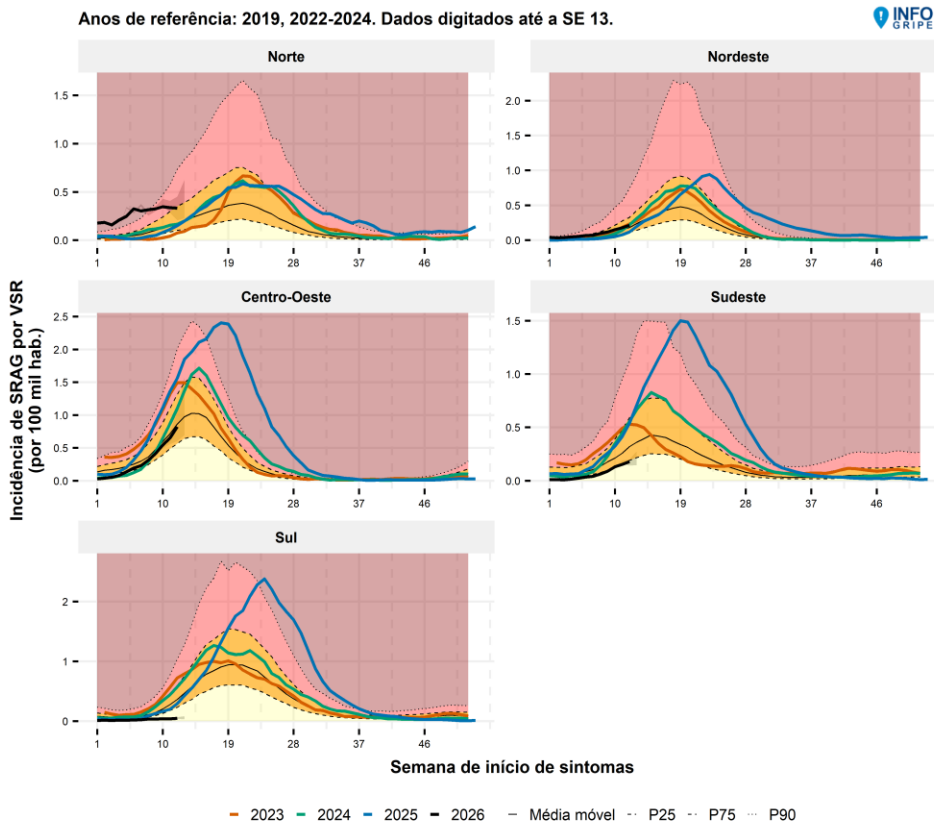 Anos de referência: 2019, 2022-2024. Dados digitados até a SE 13.
INFO
GRIPE
Norte
Nordeste
1.5
1.0
0.5
0.0
1 10 19 28 37 46
2.0
1.5
1.0
0.5
0.0
1 10 19 28 37 46
Centro-Oeste
Sudeste
2.5
2.0
1.5
1.0
0.5
0.0
1 10 19 28 37 46
1.5
1.0
0.5
0.0
1 10 19 28 37 46
Sul
2
1
0
1 10 19 28 37 46
Incidência de SRAG por VSR
(por 100 mil hab.)
Semana de início de sintomas
2023 2024 2025 2026 Média móvel P25 P75 P90